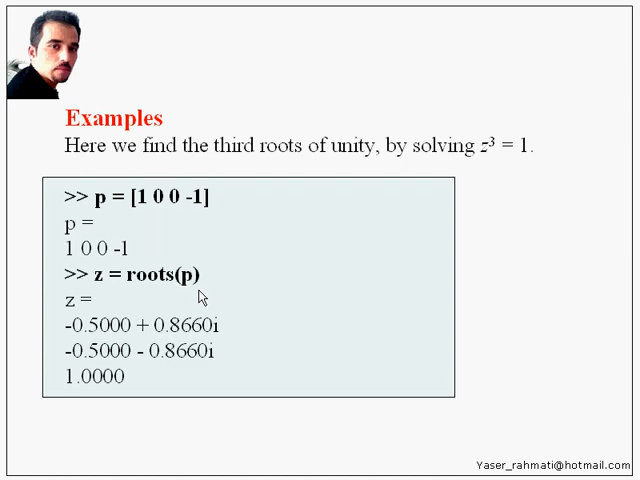 Examples
Here we find the third roots of unity, by solving z³ = 1.
>> p = [1 0 0 -1]
p =
1 0 0 -1
>> z = roots(p)
z =
-0.5000 + 0.8660i
-0.5000 - 0.8660i
1.0000
Yaser_rahmati@hotmail.com